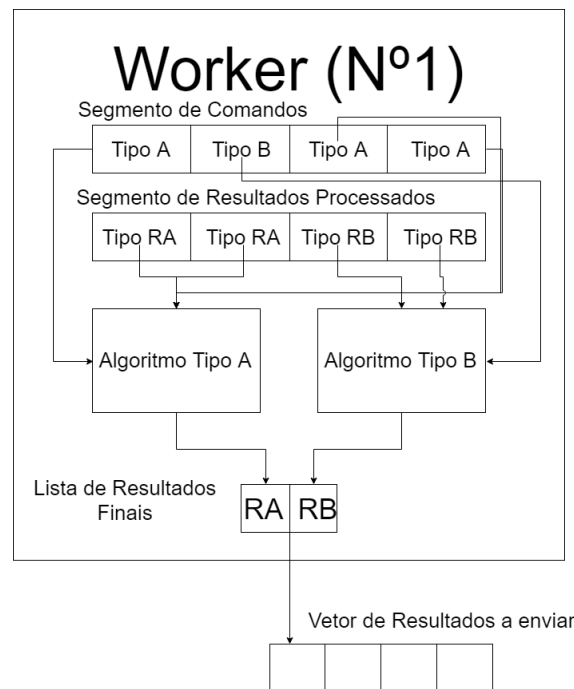 Worker (Nº1)
Segmento de Comandos
Tipo A Tipo B Tipo A Tipo A
Segmento de Resultados Processados
Tipo RA Tipo RA Tipo RB Tipo RB
Algoritmo Tipo A Algoritmo Tipo B
Lista de Resultados
Finais
RA RB
Vetor de Resultados a enviar